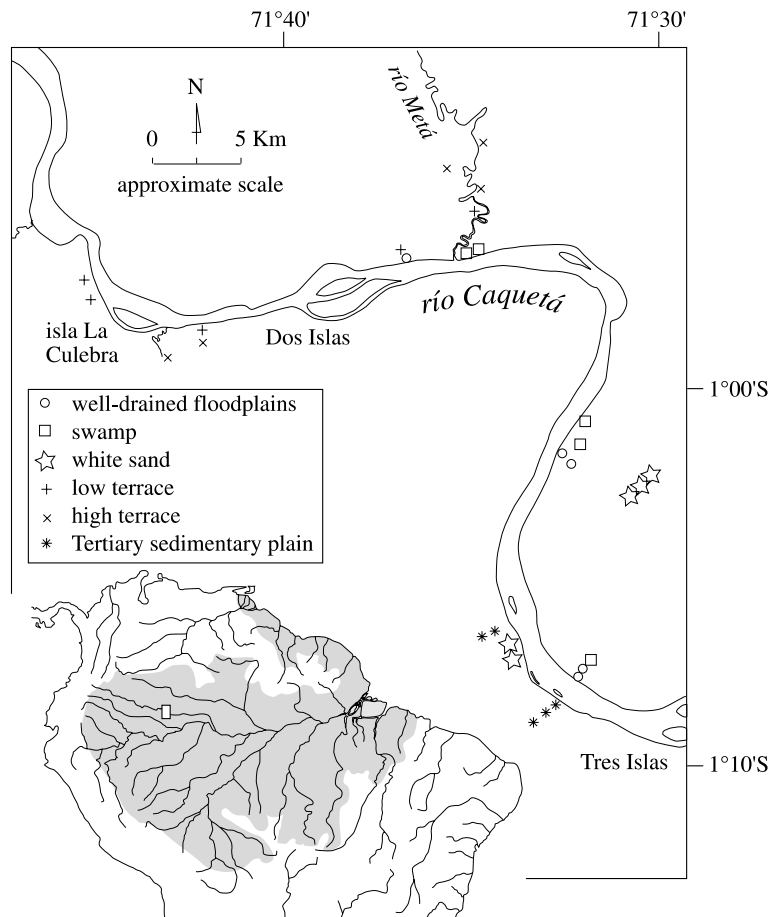 71°40'
71°30'
N
0 5 Km
approximate scale
río Metá
río Caquetá
isla La
Culebra
Dos Islas
1°00'S
well-drained floodplains
swamp
white sand
low terrace
high terrace
Tertiary sedimentary plain
Tres Islas
1°10'S